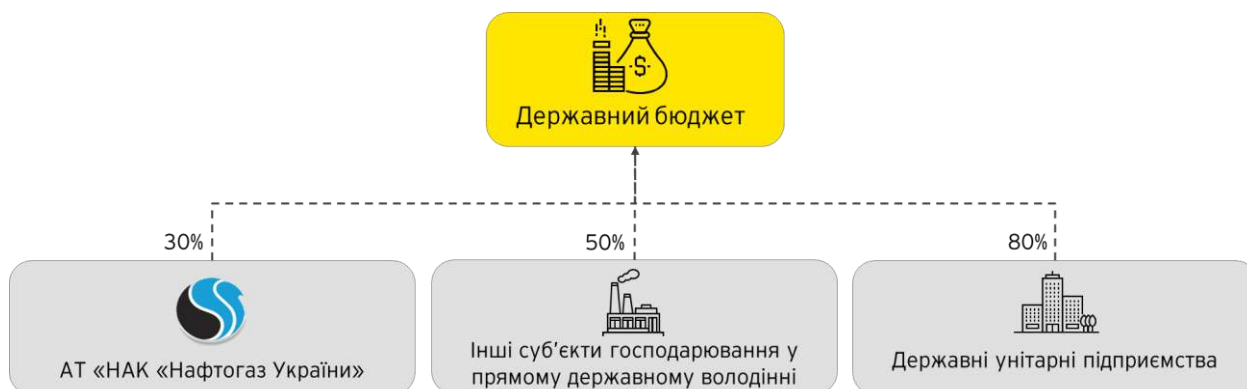 Державний бюджет
30%
50%
80%
АТ «НАК «Нафтогаз України»
Інші суб’єкти господарювання у
прямому державному володінні
Державні унітарні підприємства